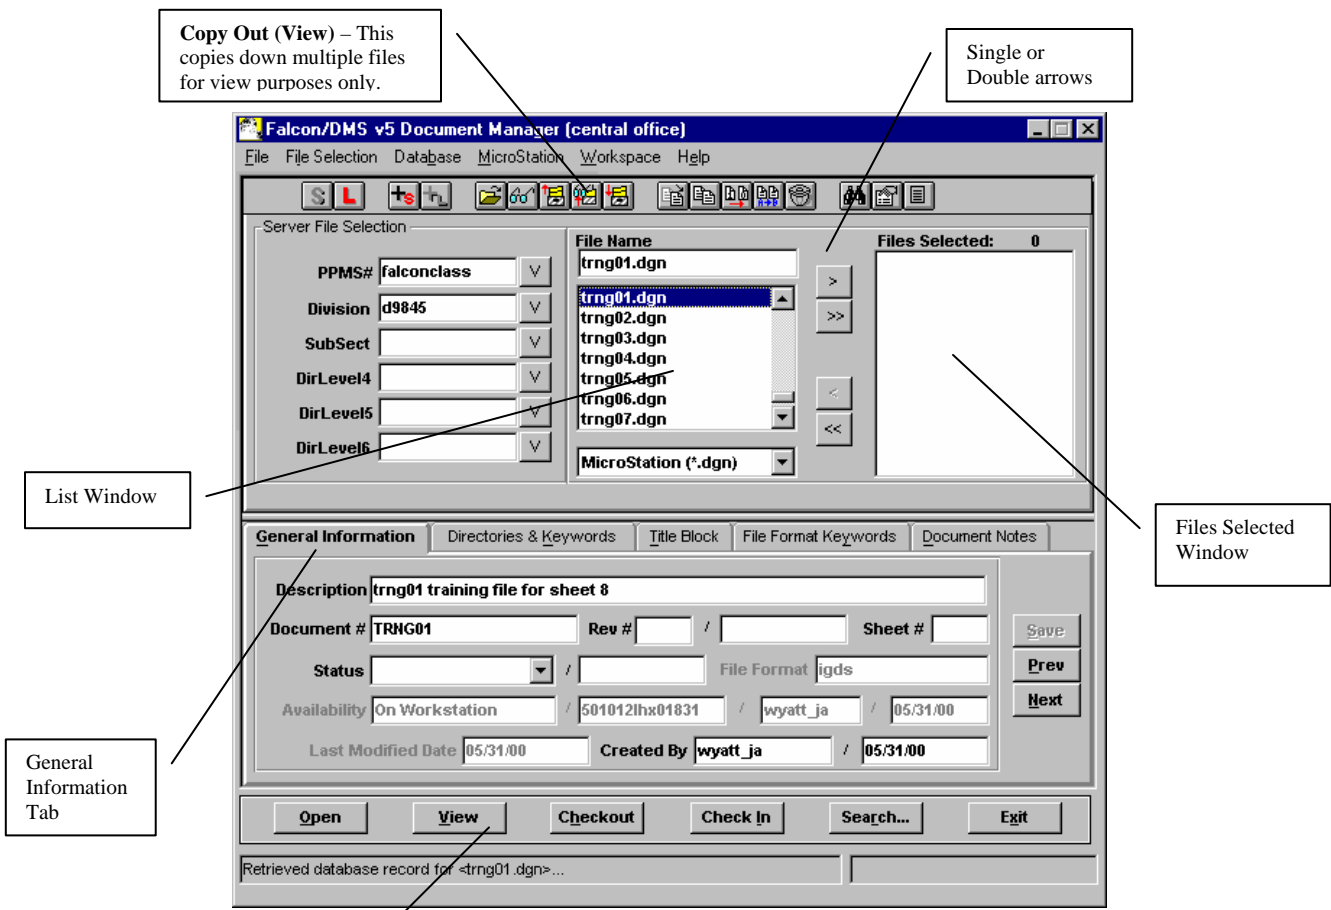 Copy Out (View) – This
copies down multiple files
for view purposes only.
Single or
Double arrows
Falcon/DMS v5 Document Manager (central office)
File File Selection Database MicroStation Workspace Help
S L +s +L
A>B
Server File Selection
PPMS# falconclass V
Division d9845 V
SubSect V
DirLevel4 V
DirLevel5 V
DirLevel6 V
File Name
trng01.dgn
trng01.dgn
trng02.dgn
trng03.dgn
trng04.dgn
trng05.dgn
trng06.dgn
trng07.dgn
MicroStation (*.dgn)
>
>>
<
<<
Files Selected: 0
List Window
Files Selected
Window
General Information Directories & Keywords Title Block File Format Keywords Document Notes
Description trng01 training file for sheet 8
Document # TRNG01 Rev # / Sheet #
Status / File Format igds
Availability On Workstation / 501012lhx01831 / wyatt_ja / 05/31/00
Last Modified Date 05/31/00 Created By wyatt_ja / 05/31/00
Save
Prev
Next
General
Information
Tab
Open View Checkout Check In Search... Exit
Retrieved database record for <trng01.dgn>...